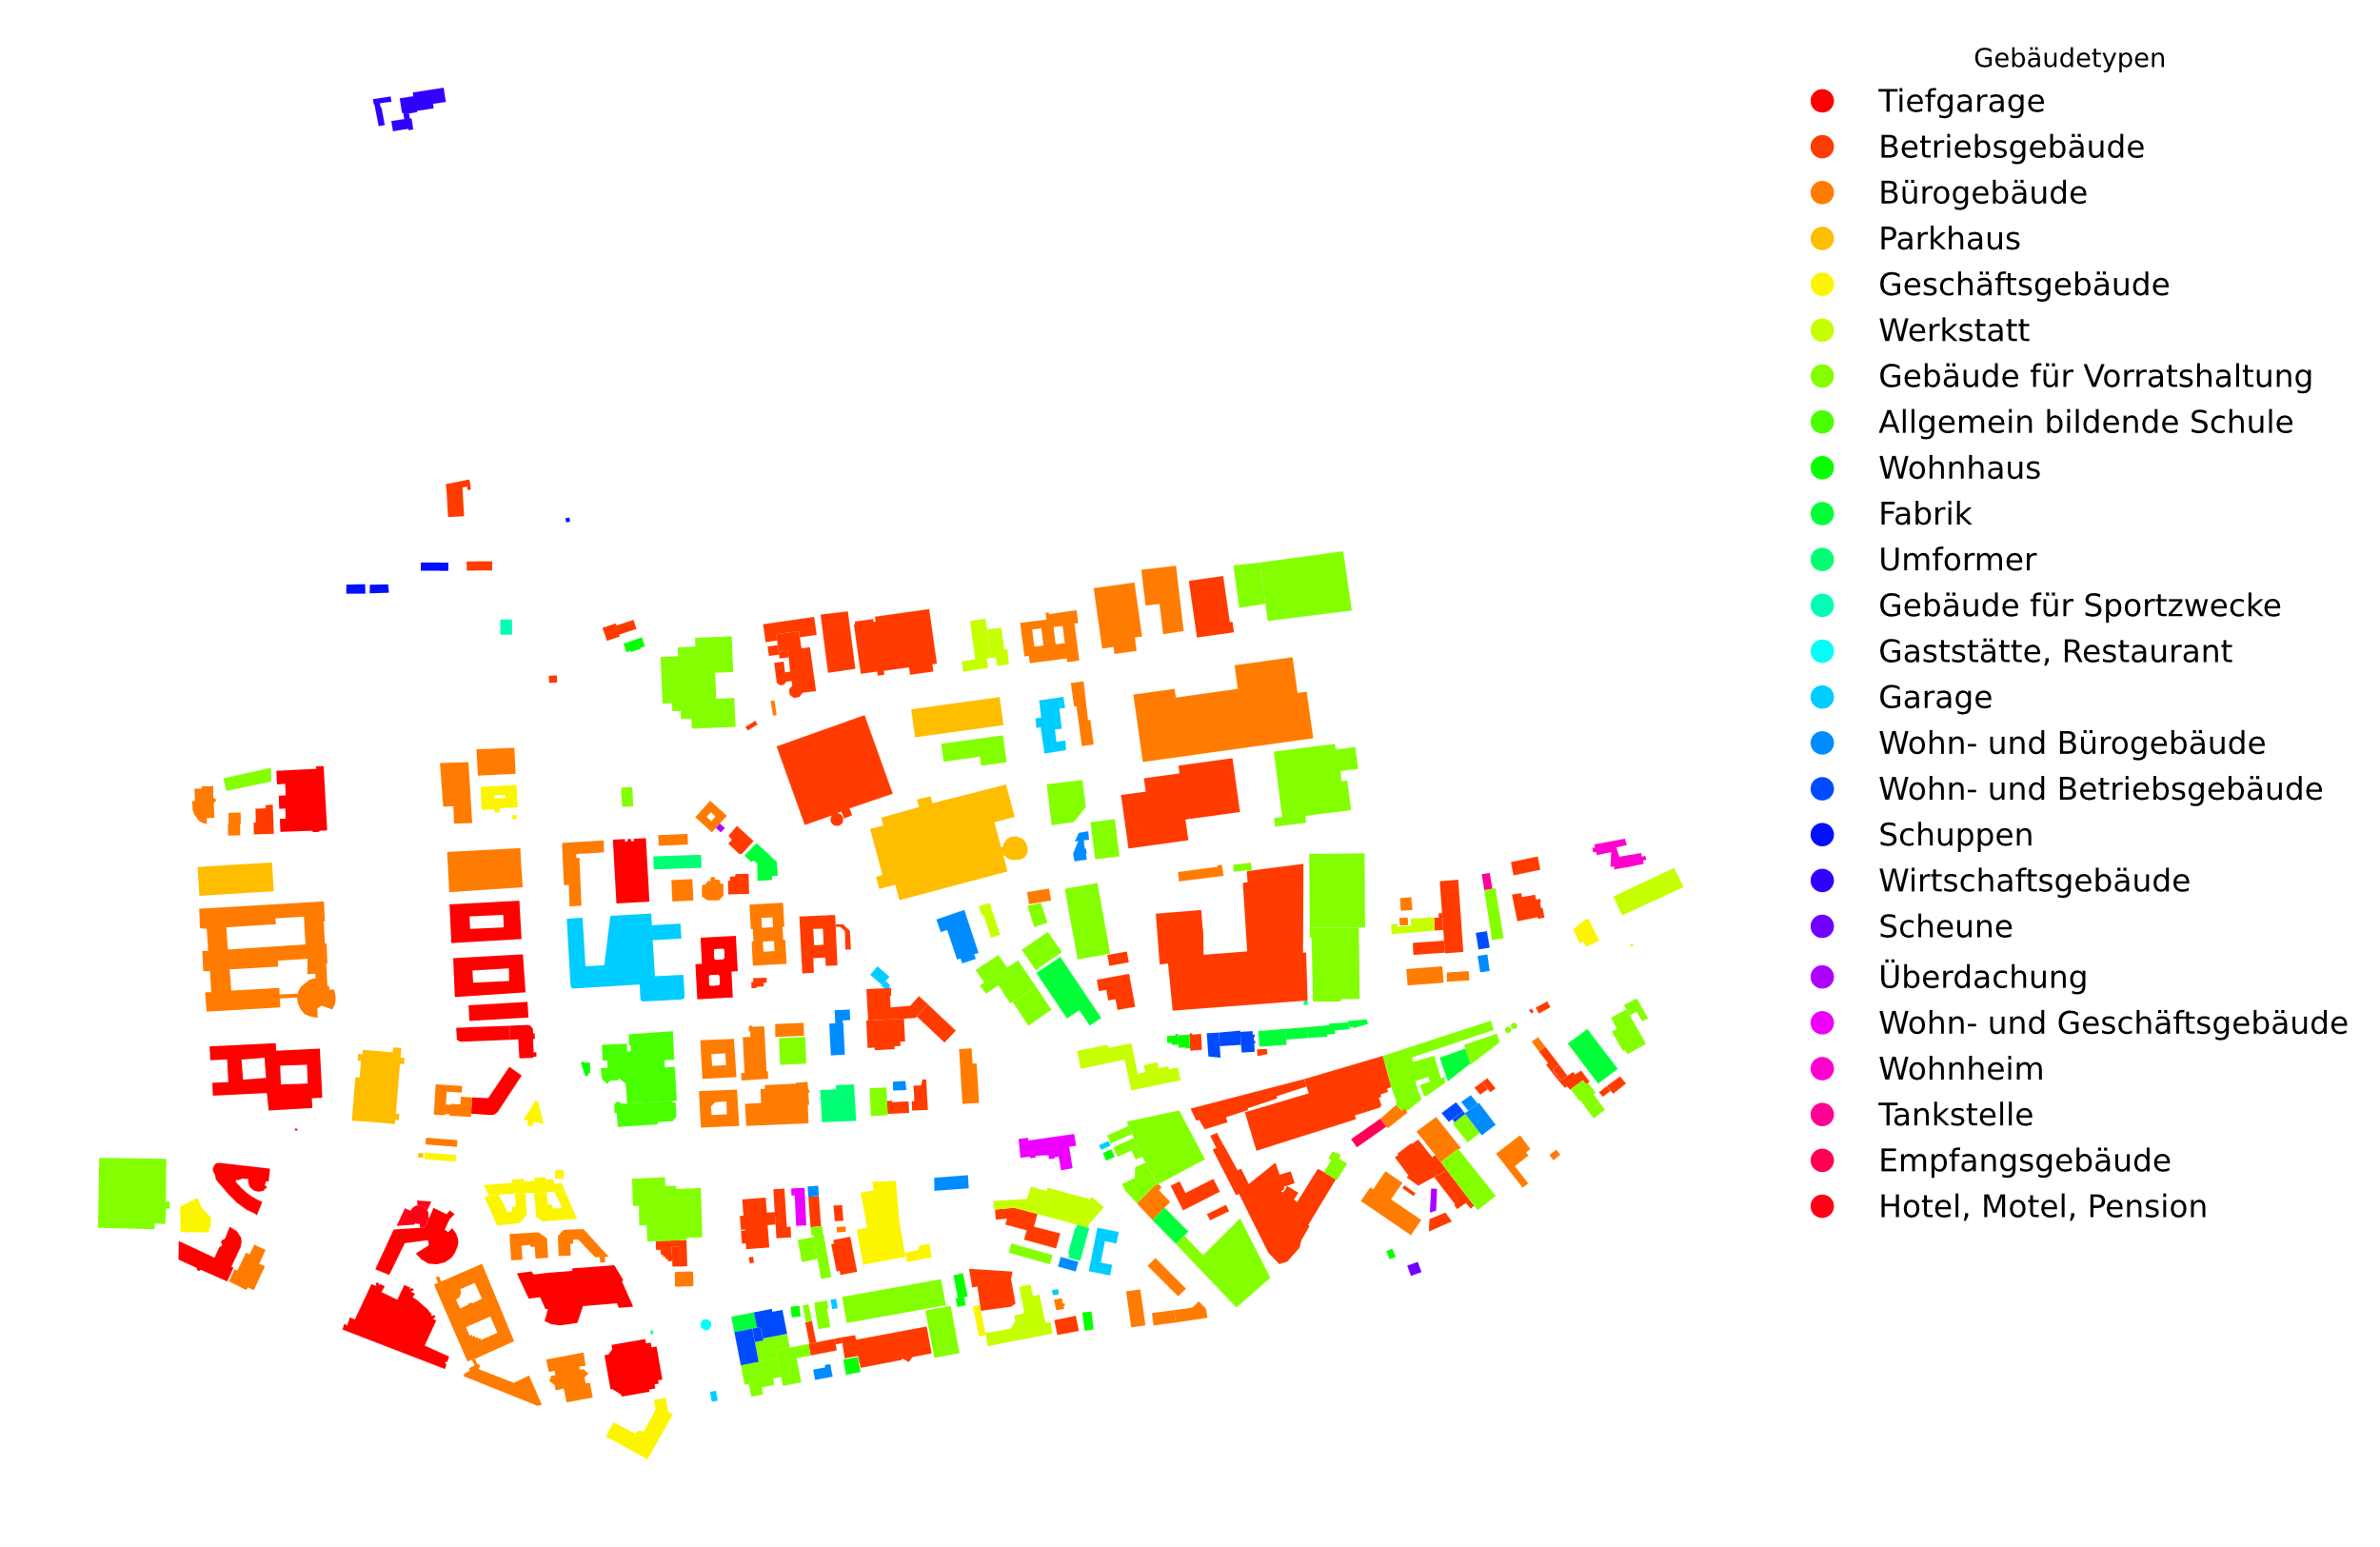 Gebäudetypen
Tiefgarage
Betriebsgebäude
Bürogebäude
Parkhaus
Geschäftsgebäude
Werkstatt
Gebäude für Vorratshaltung
Allgemein bildende Schule
Wohnhaus
Fabrik
Umformer
Gebäude für Sportzwecke
Gaststätte, Restaurant
Garage
Wohn- und Bürogebäude
Wohn- und Betriebsgebäude
Schuppen
Wirtschaftsgebäude
Scheune
Überdachung
Wohn- und Geschäftsgebäude
Wohnheim
Tankstelle
Empfangsgebäude
Hotel, Motel, Pension